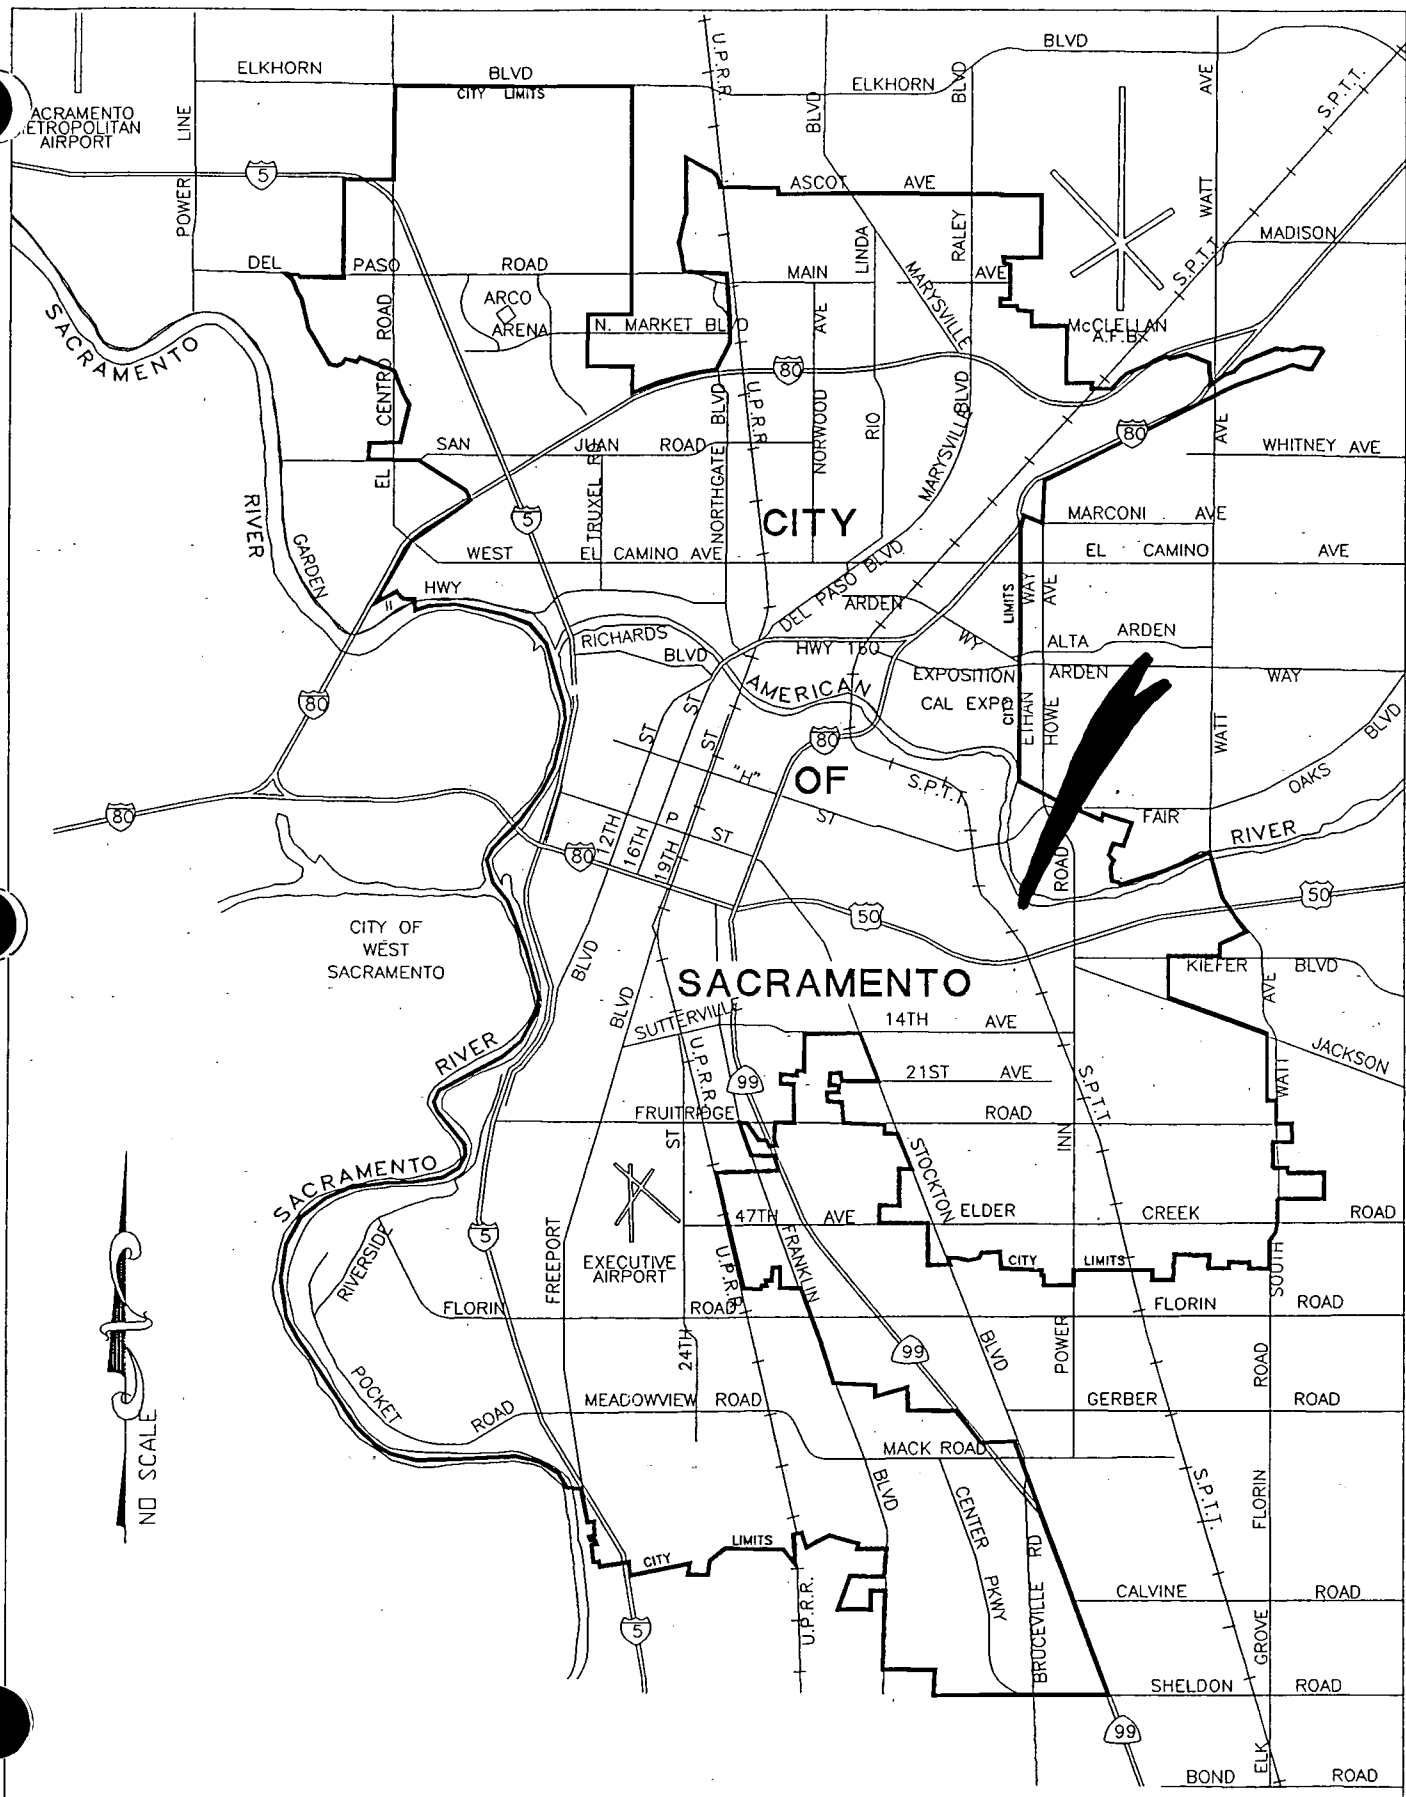 BLVD
ELKHORN
BLVD
CITY LIMITS
ELKHORN
U.P.R.R.
BLVD
BLVD
AVE
S.P.T.T.
ACRAMENTO
ETROPOLITAN
AIRPORT
POWER LINE
5
ASCOT AVE
WATT
LINDA
RALEY
MADISON
DEL PASO ROAD
MAIN AVE
MARYSVILLE
S.P.T.T.
ARCO
ARENA
N. MARKET BLVD
AVE
McCLELLAN
A.F.B.
SACRAMENTO
EL CENTRO ROAD
80
U.P.R.R.
NORTHGATE BLVD
NORWOOD
RIO
MARYSVILLE BLVD
80
AVE
SAN JUAN ROAD
WHITNEY AVE
TRUXEL RD
RIVER
5
CITY
MARCONI AVE
GARDEN
WEST EL CAMINO AVE
EL CAMINO AVE
HWY
DEL PASO BLVD
ARDEN
WY
LIMITS
WAY
AVE
RICHARDS
BLVD
HWY 160
ALTA ARDEN
EXPOSITION
ARDEN WAY
AMERICAN
CAL EXPO
CITY
ETHAN
HOWE
WATT
BLVD
80
ST
ST
ST
80
"H"
ST
OF
S.P.T.T.
OAKS
FAIR
80
12TH
16TH
19TH
P
ST
80
RIVER
ROAD
50
50
CITY OF
WEST
SACRAMENTO
BLVD
SACRAMENTO
KIEFER BLVD
AVE
BLVD
SUTTERVILLE
14TH AVE
RIVER
U.P.R.R.
JACKSON
99
21ST AVE
S.P.T.T.
WATT
FRUITRIDGE
ROAD
ST
INN
STOCKTON
SACRAMENTO
47TH AVE
ELDER CREEK ROAD
RIVERSIDE
5
FREEPORT
EXECUTIVE
AIRPORT
U.P.R.R.
FRANKLIN
CITY LIMITS
SOUTH
FLORIN ROAD
FLORIN ROAD
24TH
99
BLVD
POWER
ROAD
POCKET
ROAD
MEADOWVIEW ROAD
GERBER ROAD
NO SCALE
MACK ROAD
BLVD
CENTER
PKWY
S.P.T.T.
FLORIN
CITY LIMITS
U.P.R.R.
BRUCEVILLE RD
CALVINE ROAD
5
GROVE
SHELDON ROAD
99
ELK
BOND ROAD